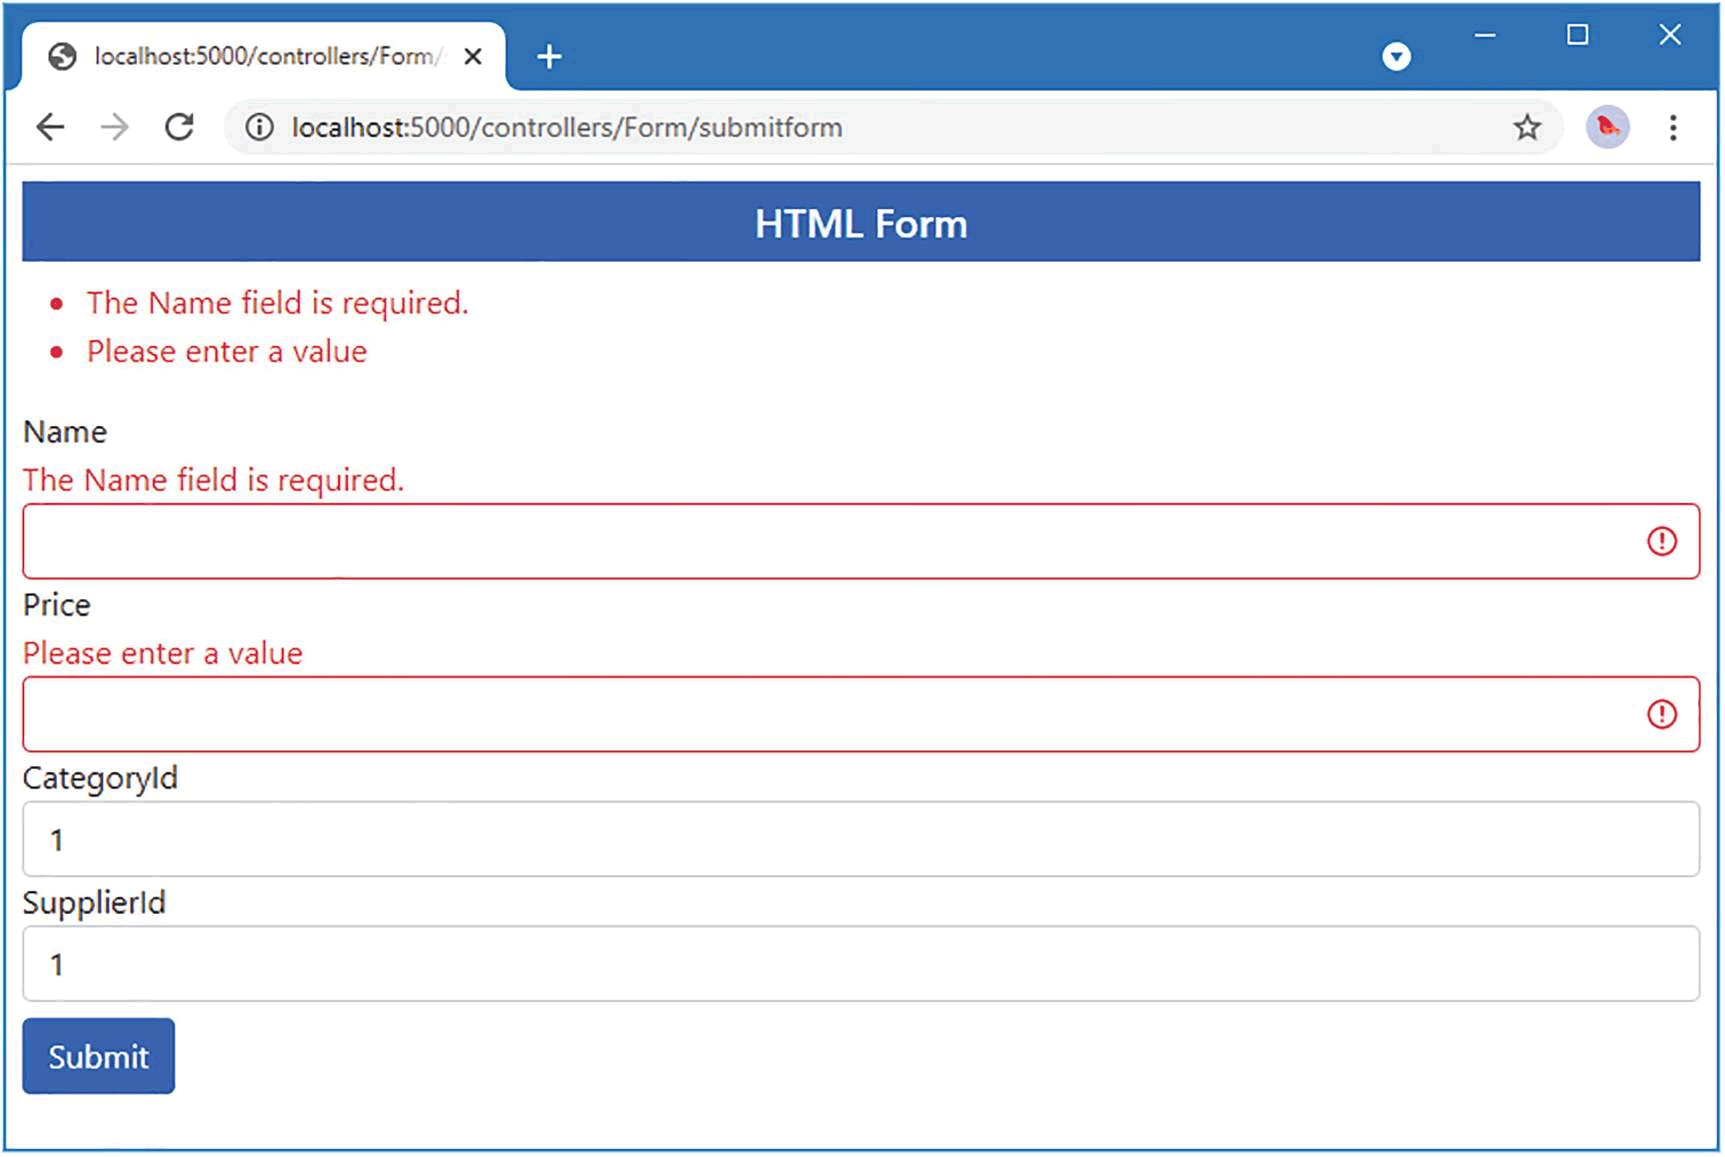 localhost:5000/controllers/Form/
localhost:5000/controllers/Form/submitform
HTML Form
• The Name field is required.
• Please enter a value
Name
The Name field is required.
Price
Please enter a value
CategoryId
1
SupplierId
1
Submit